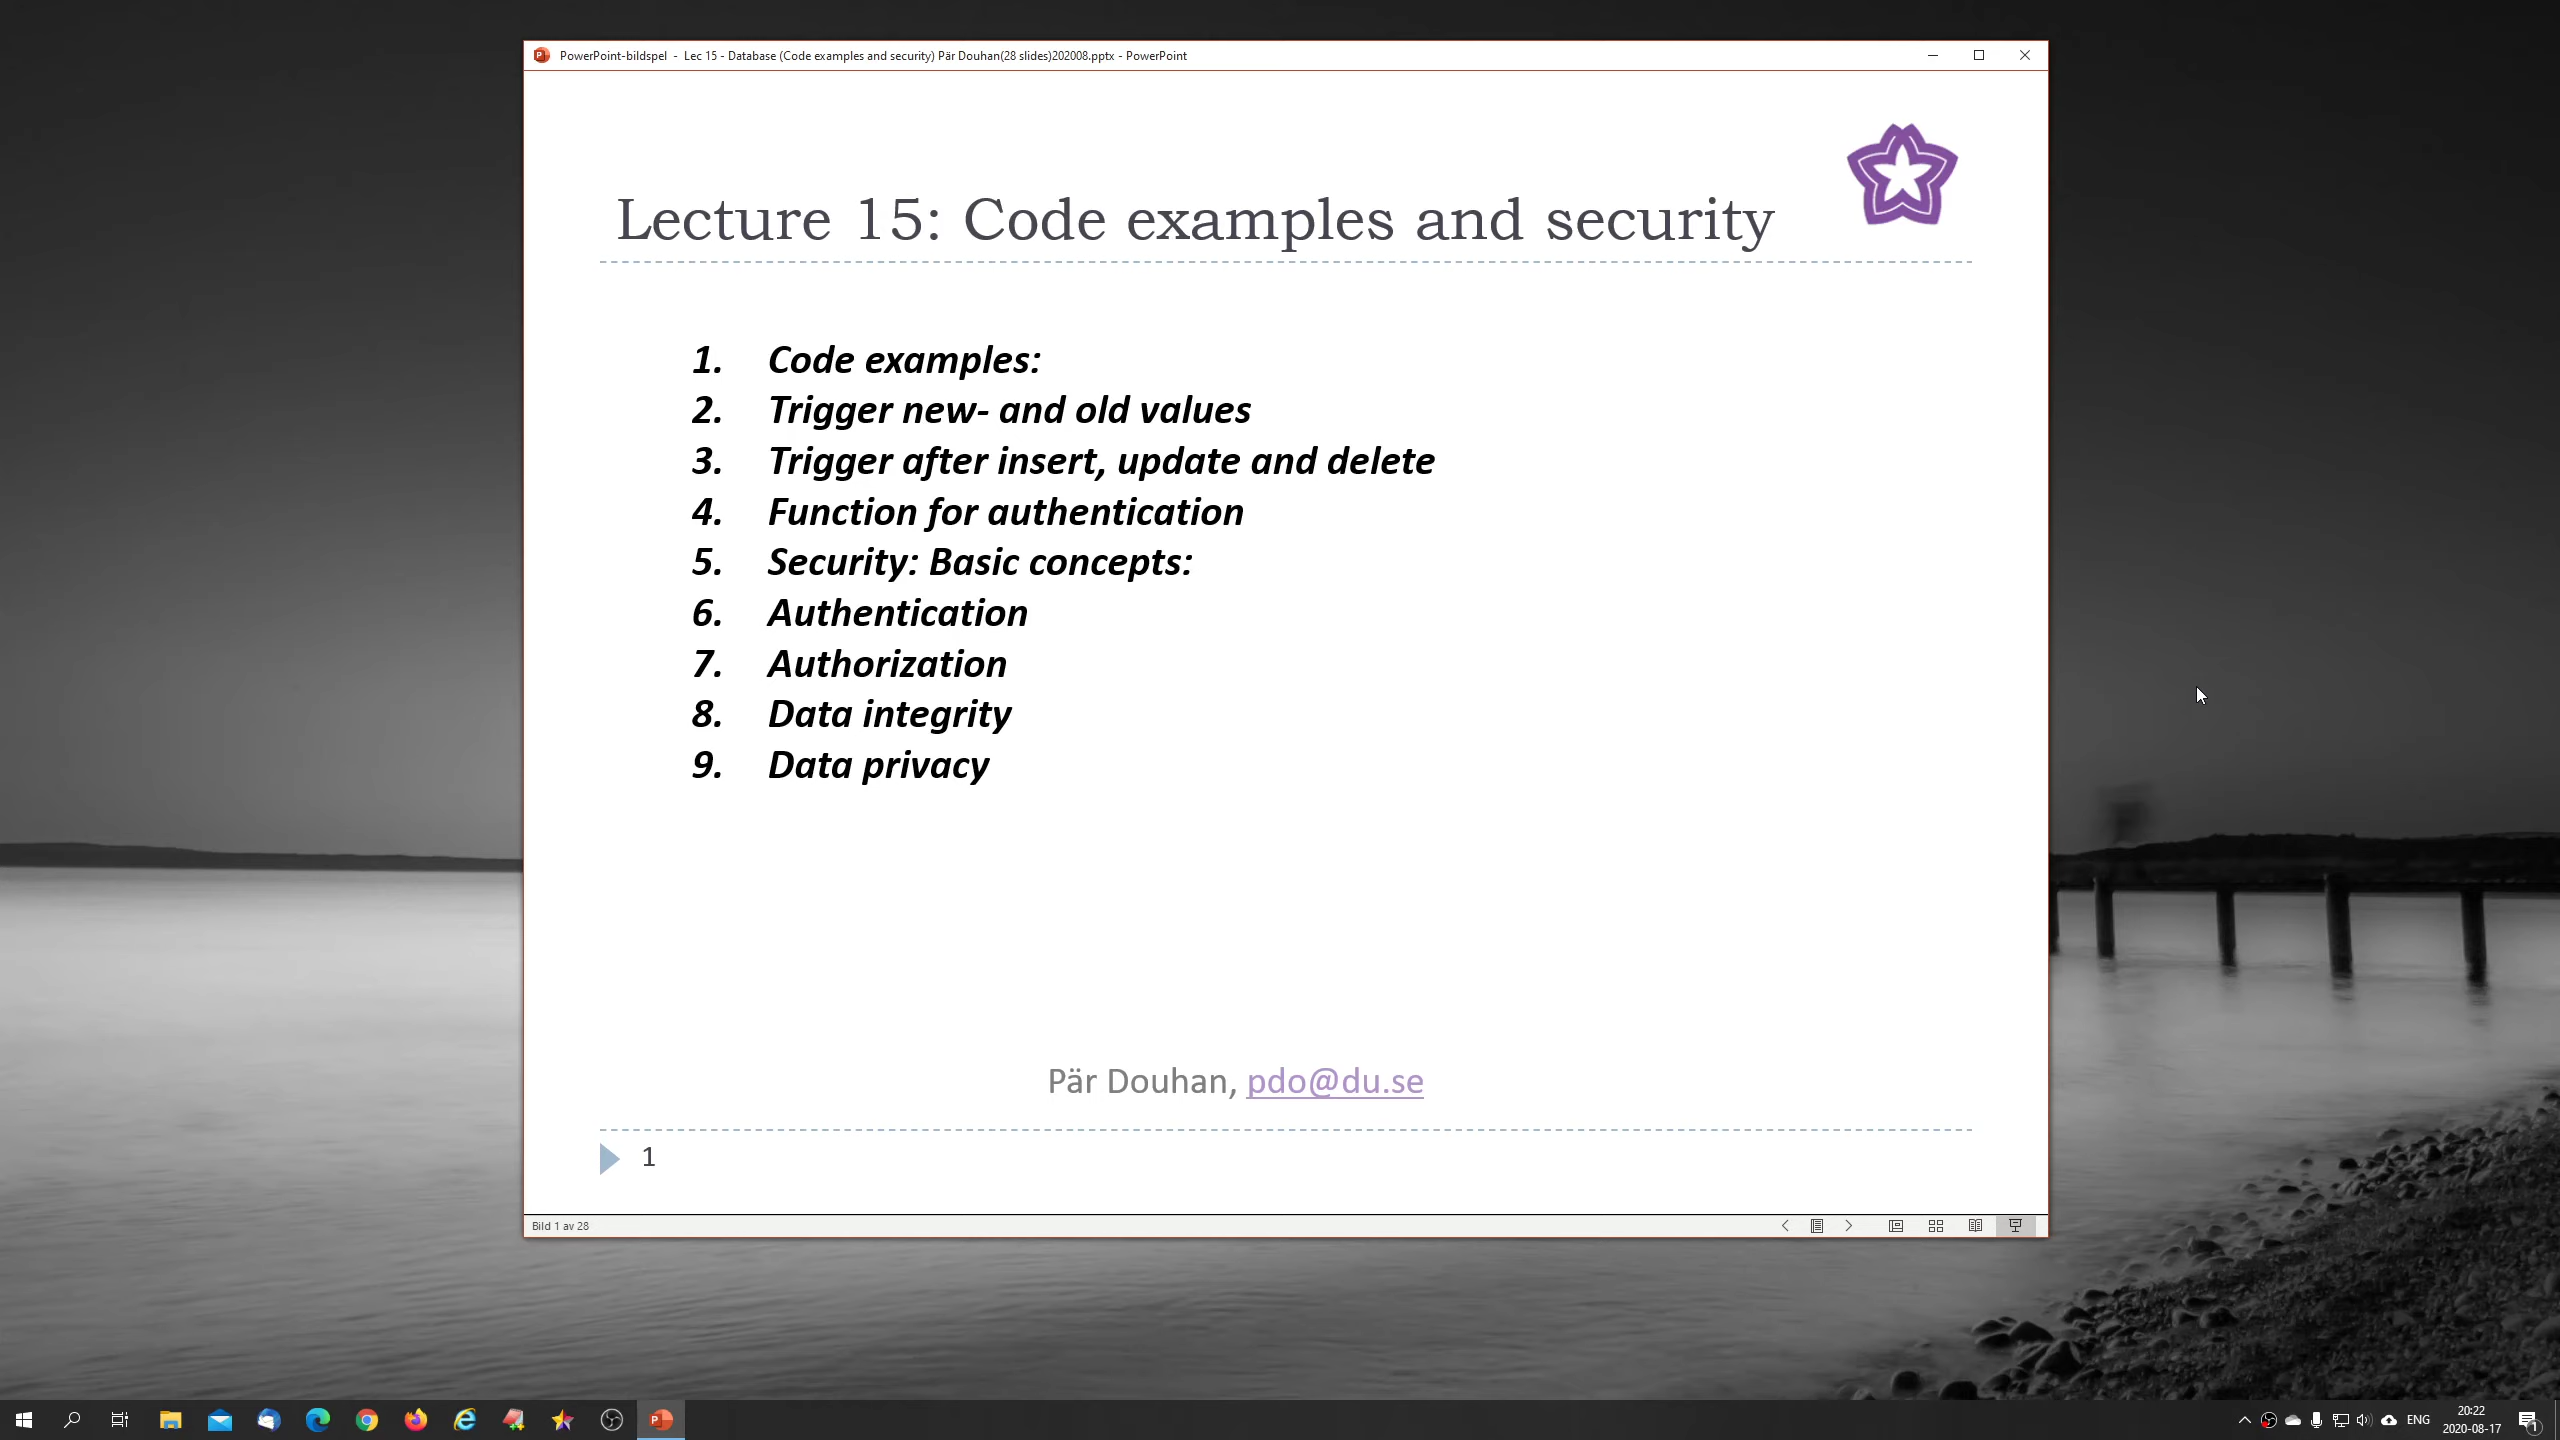 PowerPoint-bildspel - Lec 15 - Database (Code examples and security) Pär Douhan(28 slides)202008.pptx - PowerPoint
Lecture 15: Code examples and security
1. Code examples:
2. Trigger new- and old values
3. Trigger after insert, update and delete
4. Function for authentication
5. Security: Basic concepts:
6. Authentication
7. Authorization
8. Data integrity
9. Data privacy
Pär Douhan, pdo@du.se
1
Bild 1 av 28
ENG
20:22
2020-08-17
1